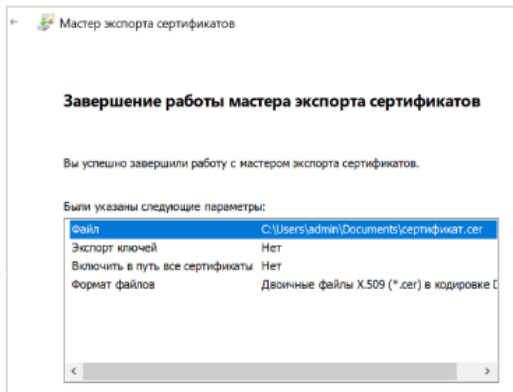 Мастер экспорта сертификатов
Завершение работы мастера экспорта сертификатов
Вы успешно завершили работу с мастером экспорта сертификатов.
Были указаны следующие параметры:
Файл C:\Users\admin\Documents\сертификат.cer
Экспорт ключей Нет
Включить в путь все сертификаты Нет
Формат файлов Двоичные файлы X.509 (*.cer) в кодировке